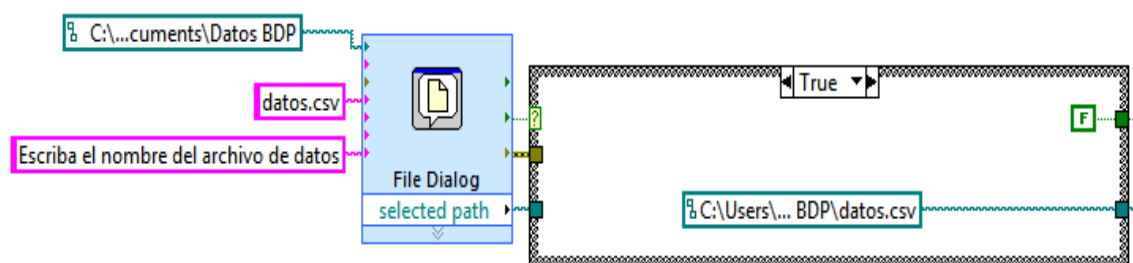 C:\...cuments\Datos BDP
datos.csv
Escriba el nombre del archivo de datos
File Dialog
selected path
?
True
F
C:\Users\... BDP\datos.csv